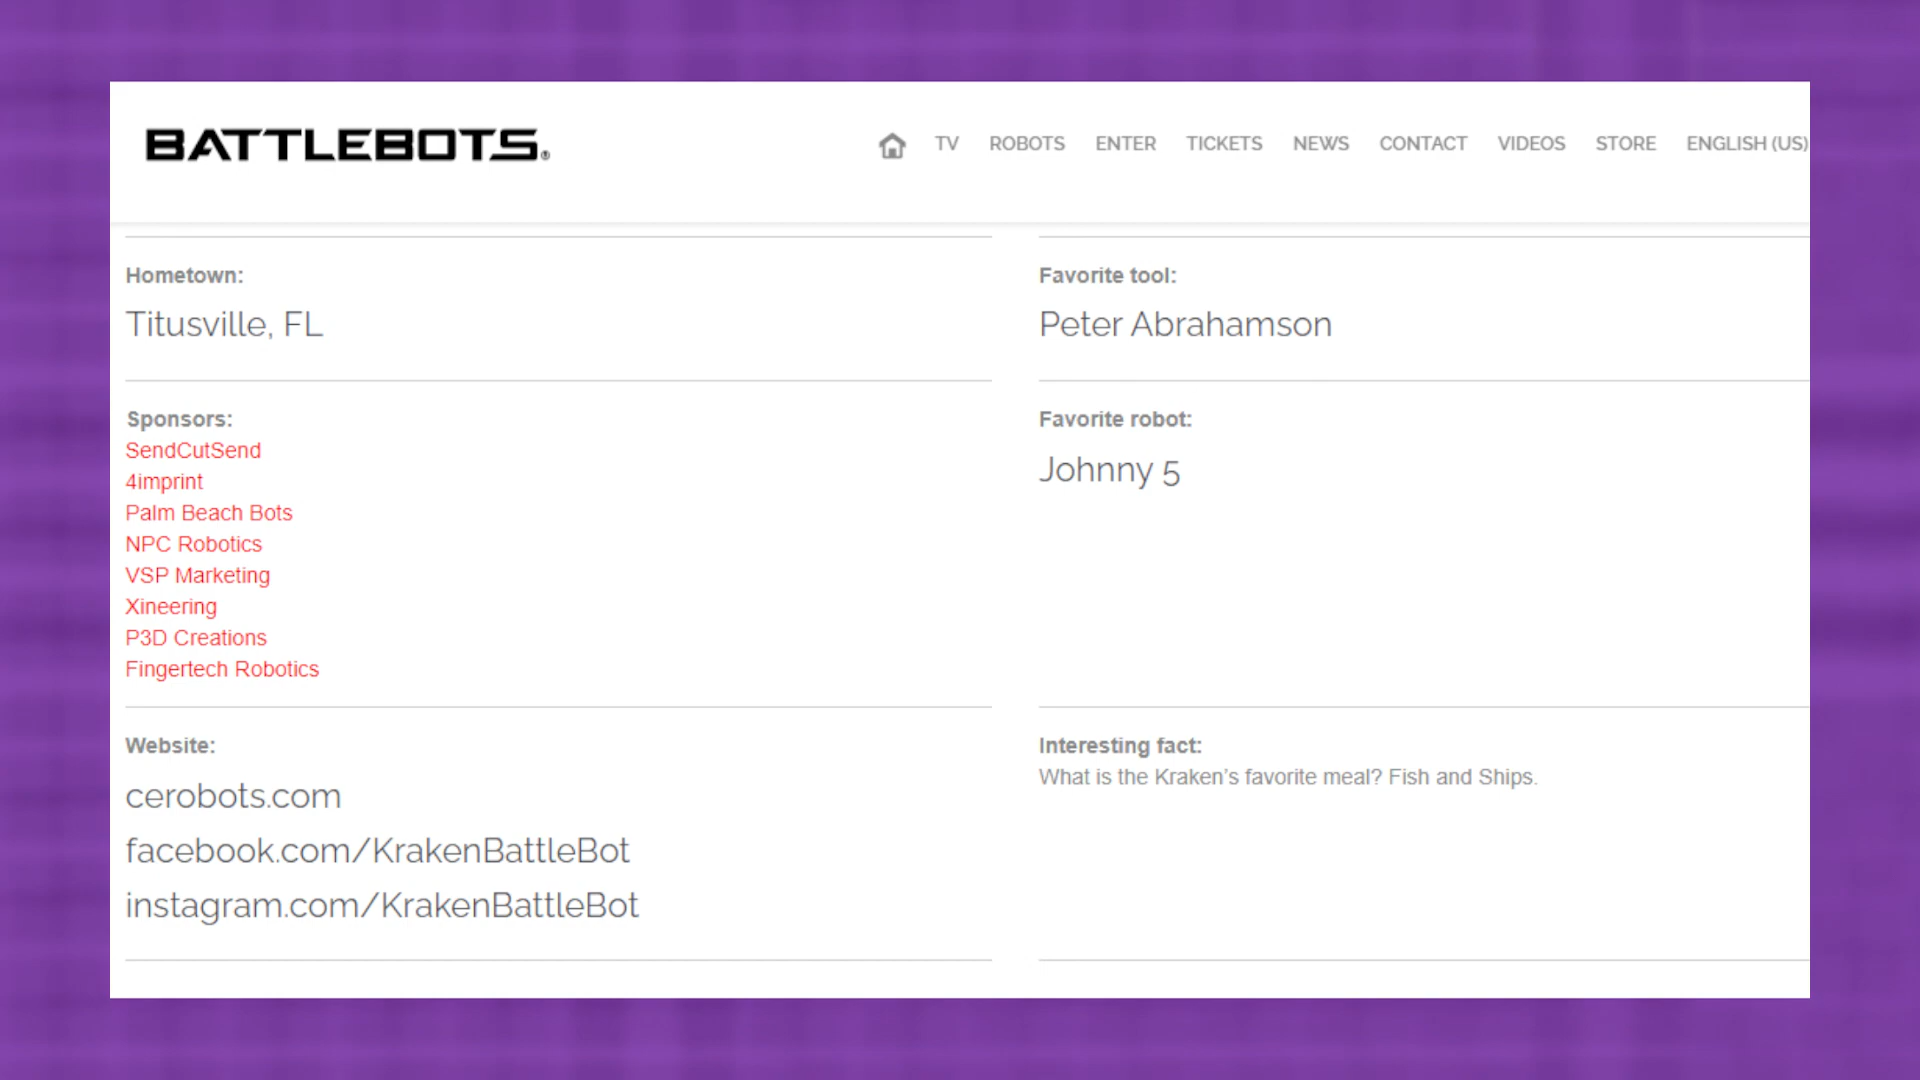 BATTLEBOTS®
TV ROBOTS ENTER TICKETS NEWS CONTACT VIDEOS STORE ENGLISH (US)
Hometown:
Titusville, FL
Favorite tool:
Peter Abrahamson
Sponsors:
SendCutSend
4imprint
Palm Beach Bots
NPC Robotics
VSP Marketing
Xineering
P3D Creations
Fingertech Robotics
Favorite robot:
Johnny 5
Website:
cerobots.com
facebook.com/KrakenBattleBot
instagram.com/KrakenBattleBot
Interesting fact:
What is the Kraken’s favorite meal? Fish and Ships.